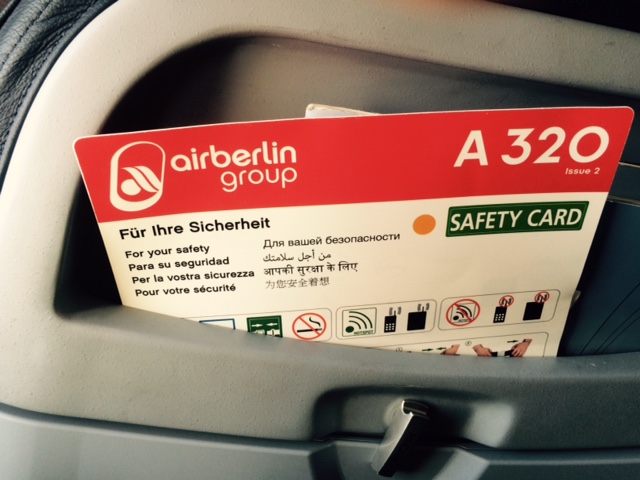 airberlin
group
A 320
Issue 2
Für Ihre Sicherheit
SAFETY CARD
For your safety
Para su seguridad
Per la vostra sicurezza
Pour votre sécurité
Для вашей безопасности
من أجل سلامتك
आपकी सुरक्षा के लिए
为您安全着想
HOTSPOT